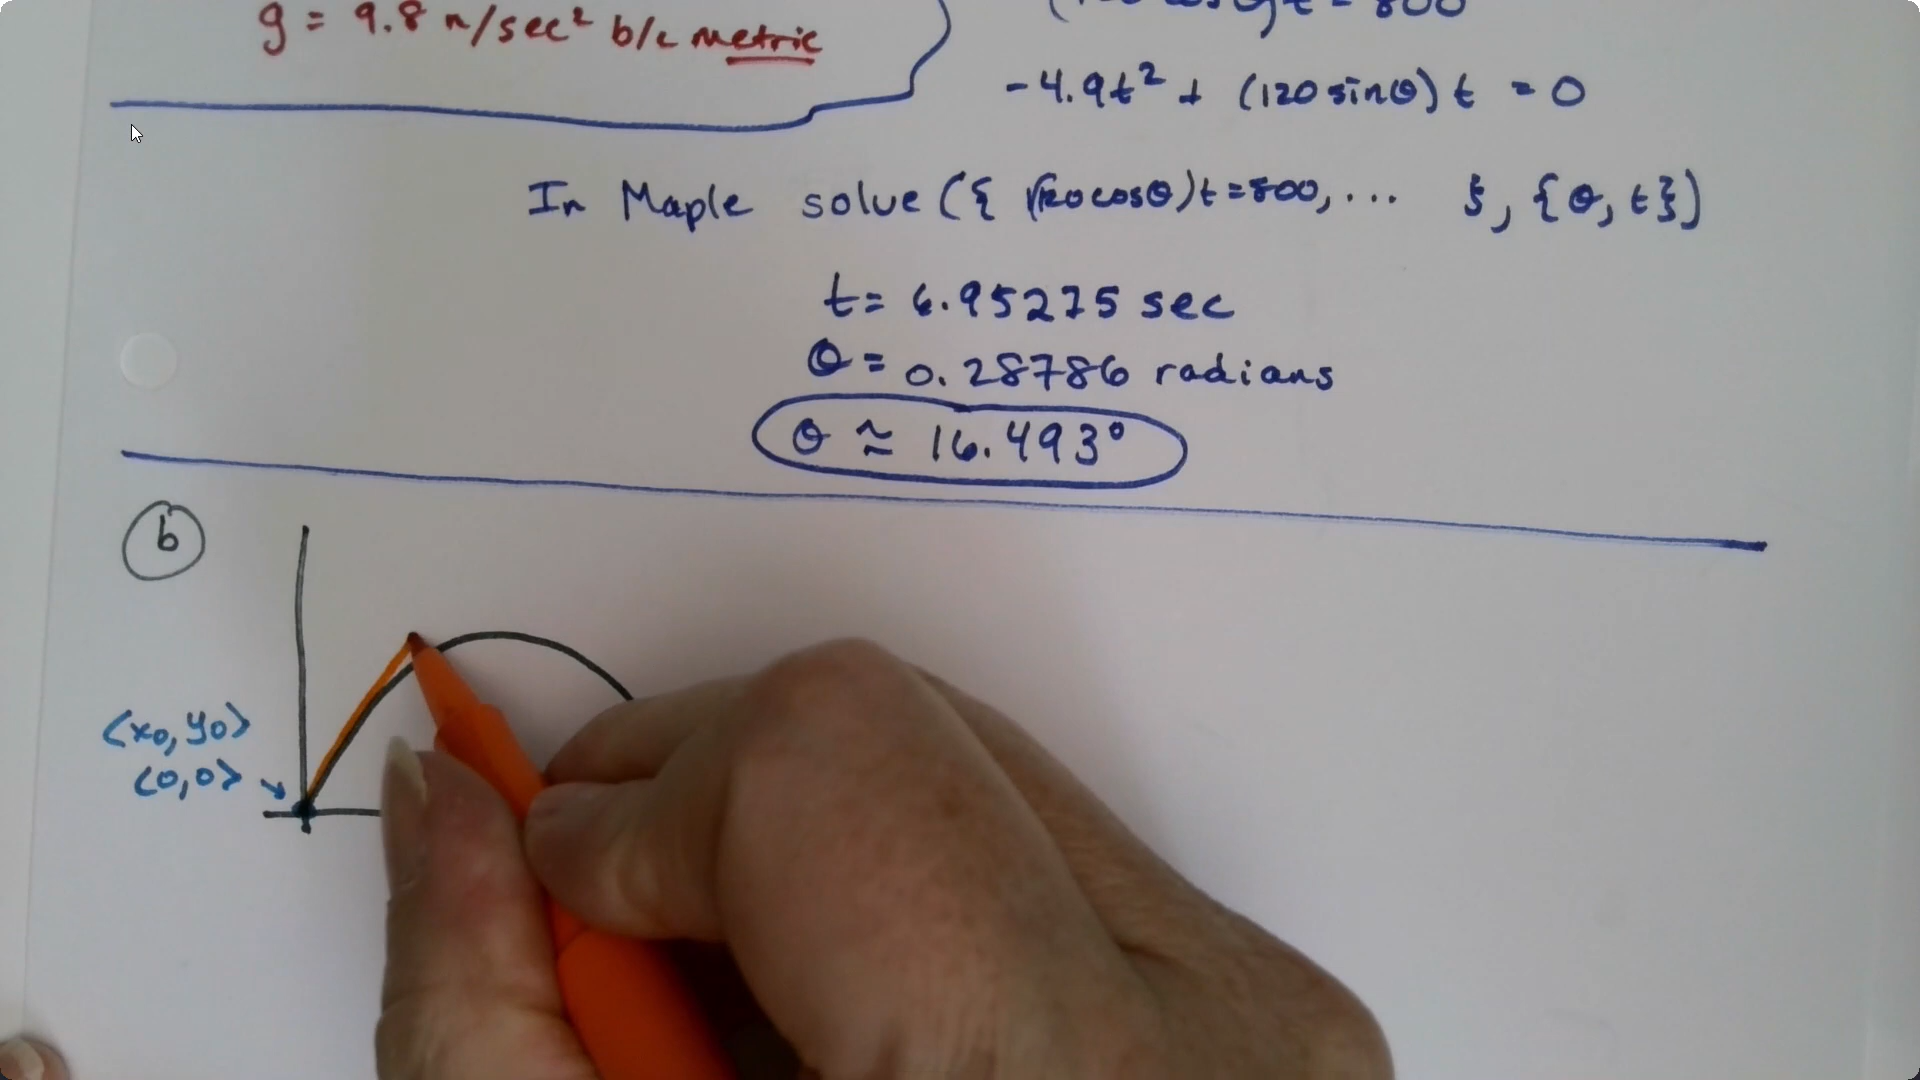 g = 9.8 m/sec² b/c metric
θ)t = 800
-4.9t² + (120 sinθ) t = 0
In Maple solve ({ (120cosθ)t=800, ... }, {θ, t})
t = 6.95275 sec
θ = 0.28786 radians
θ ≈ 16.493°
b
<x0, y0>
<0,0>